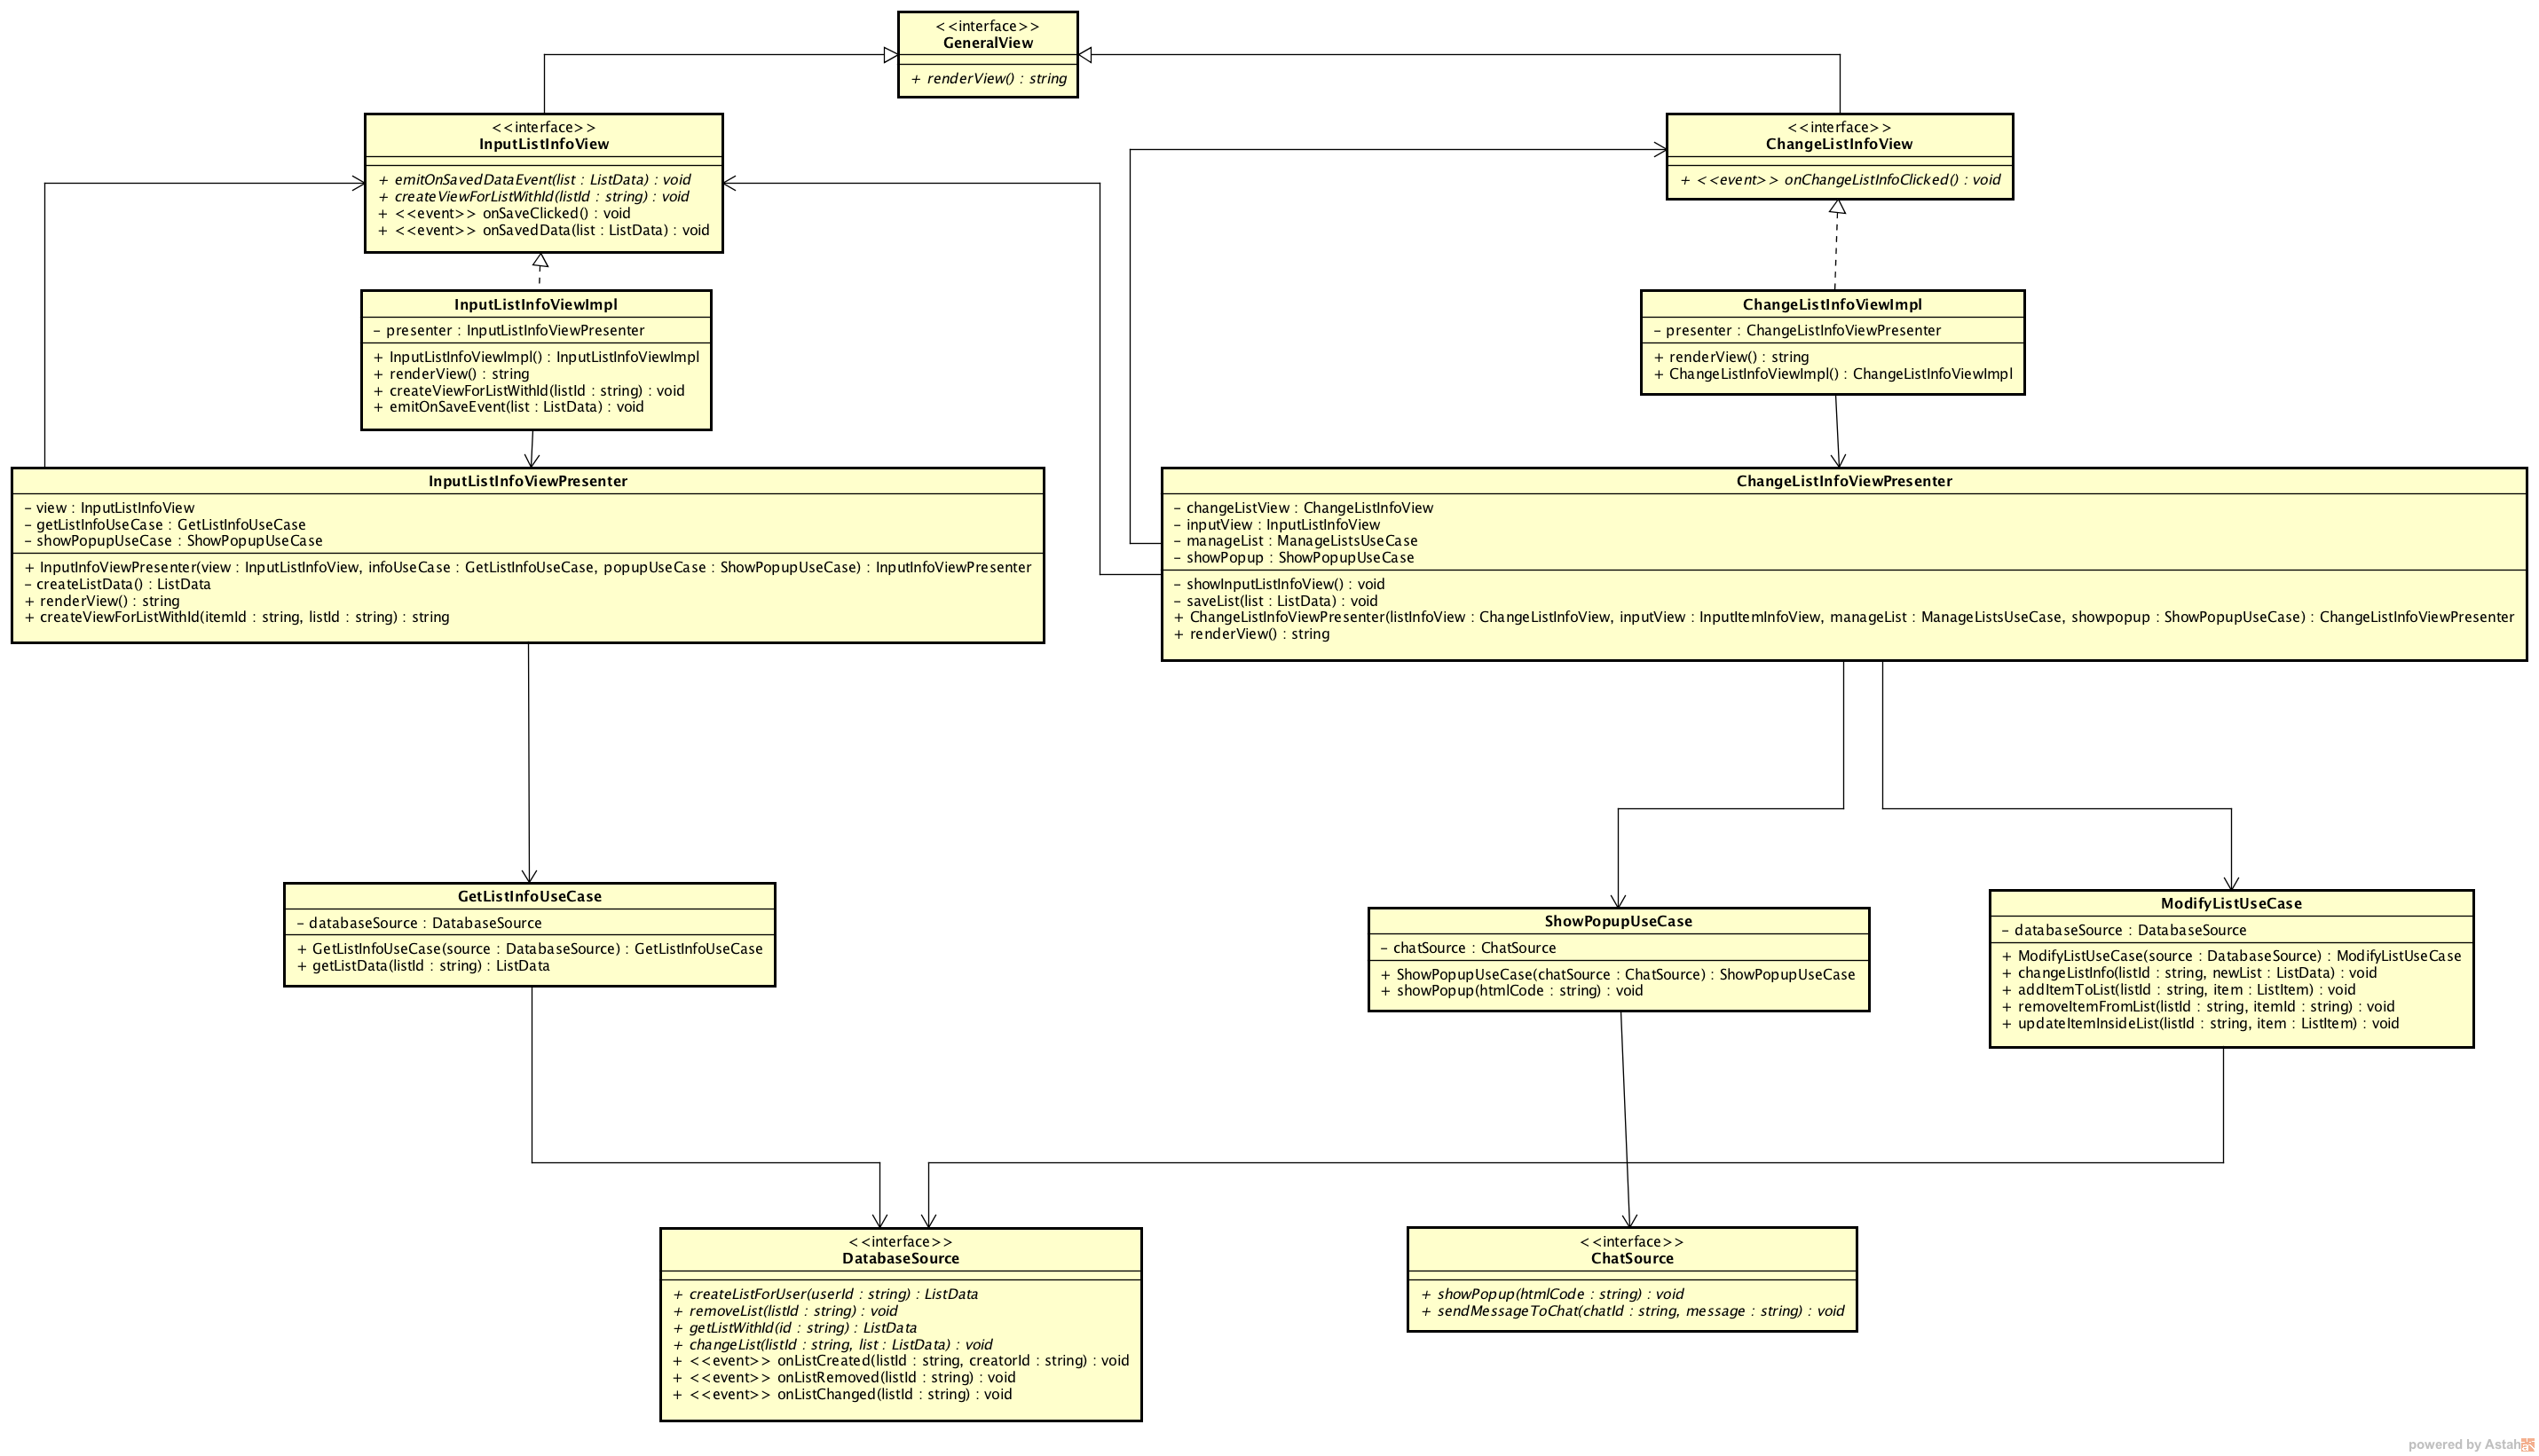 <<interface>>
GeneralView
+ renderView() : string
<<interface>>
InputListInfoView
+ emitOnSavedDataEvent(list : ListData) : void
+ createViewForListWithId(listId : string) : void
+ <<event>> onSaveClicked() : void
+ <<event>> onSavedData(list : ListData) : void
<<interface>>
ChangeListInfoView
+ <<event>> onChangeListInfoClicked() : void
InputListInfoViewImpl
– presenter : InputListInfoViewPresenter
+ InputListInfoViewImpl() : InputListInfoViewImpl
+ renderView() : string
+ createViewForListWithId(listId : string) : void
+ emitOnSaveEvent(list : ListData) : void
ChangeListInfoViewImpl
– presenter : ChangeListInfoViewPresenter
+ renderView() : string
+ ChangeListInfoViewImpl() : ChangeListInfoViewImpl
InputListInfoViewPresenter
– view : InputListInfoView
– getListInfoUseCase : GetListInfoUseCase
– showPopupUseCase : ShowPopupUseCase
+ InputInfoViewPresenter(view : InputListInfoView, infoUseCase : GetListInfoUseCase, popupUseCase : ShowPopupUseCase) : InputInfoViewPresenter
– createListData() : ListData
+ renderView() : string
+ createViewForListWithId(itemId : string, listId : string) : string
ChangeListInfoViewPresenter
– changeListView : ChangeListInfoView
– inputView : InputListInfoView
– manageList : ManageListsUseCase
– showPopup : ShowPopupUseCase
– showInputListInfoView() : void
– saveList(list : ListData) : void
+ ChangeListInfoViewPresenter(listInfoView : ChangeListInfoView, inputView : InputItemInfoView, manageList : ManageListsUseCase, showpopup : ShowPopupUseCase) : ChangeListInfoViewPresenter
+ renderView() : string
GetListInfoUseCase
– databaseSource : DatabaseSource
+ GetListInfoUseCase(source : DatabaseSource) : GetListInfoUseCase
+ getListData(listId : string) : ListData
ShowPopupUseCase
– chatSource : ChatSource
+ ShowPopupUseCase(chatSource : ChatSource) : ShowPopupUseCase
+ showPopup(htmlCode : string) : void
ModifyListUseCase
– databaseSource : DatabaseSource
+ ModifyListUseCase(source : DatabaseSource) : ModifyListUseCase
+ changeListInfo(listId : string, newList : ListData) : void
+ addItemToList(listId : string, item : ListItem) : void
+ removeItemFromList(listId : string, itemId : string) : void
+ updateItemInsideList(listId : string, item : ListItem) : void
<<interface>>
DatabaseSource
+ createListForUser(userId : string) : ListData
+ removeList(listId : string) : void
+ getListWithId(id : string) : ListData
+ changeList(listId : string, list : ListData) : void
+ <<event>> onListCreated(listId : string, creatorId : string) : void
+ <<event>> onListRemoved(listId : string) : void
+ <<event>> onListChanged(listId : string) : void
<<interface>>
ChatSource
+ showPopup(htmlCode : string) : void
+ sendMessageToChat(chatId : string, message : string) : void
powered by Astah